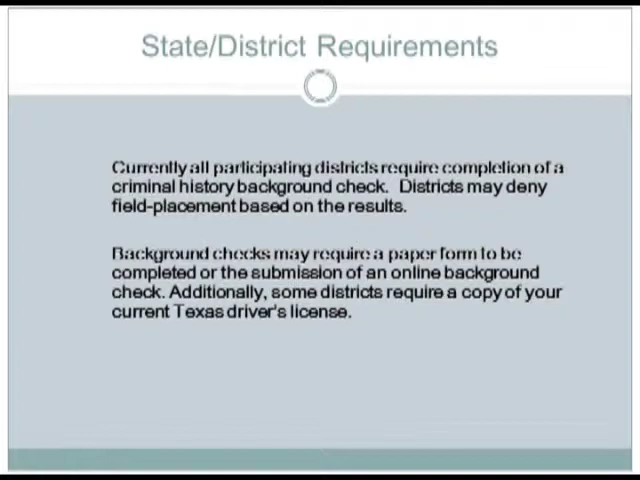 State/District Requirements
Currently all participating districts require completion of a
criminal history background check. Districts may deny
field-placement based on the results.
Background checks may require a paper form to be
completed or the submission of an online background
check. Additionally, some districts require a copy of your
current Texas driver's license.